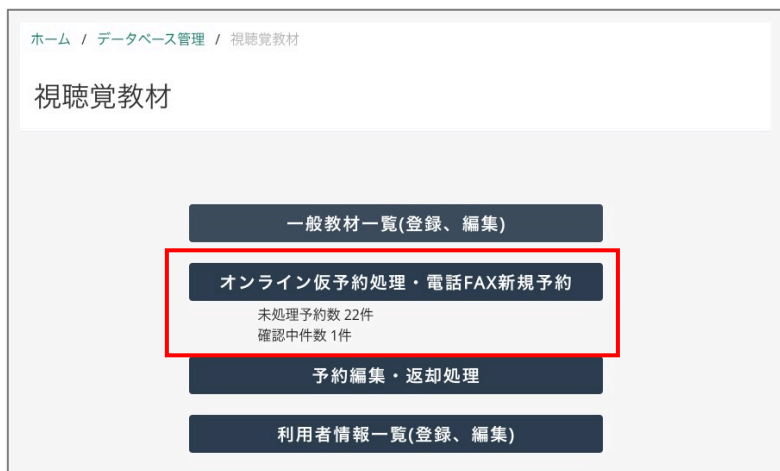 ホーム / データベース管理 / 視聴覚教材
視聴覚教材
一般教材一覧(登録、編集)
オンライン仮予約処理・電話FAX新規予約
未処理予約数 22件
確認中件数 1件
予約編集・返却処理
利用者情報一覧(登録、編集)